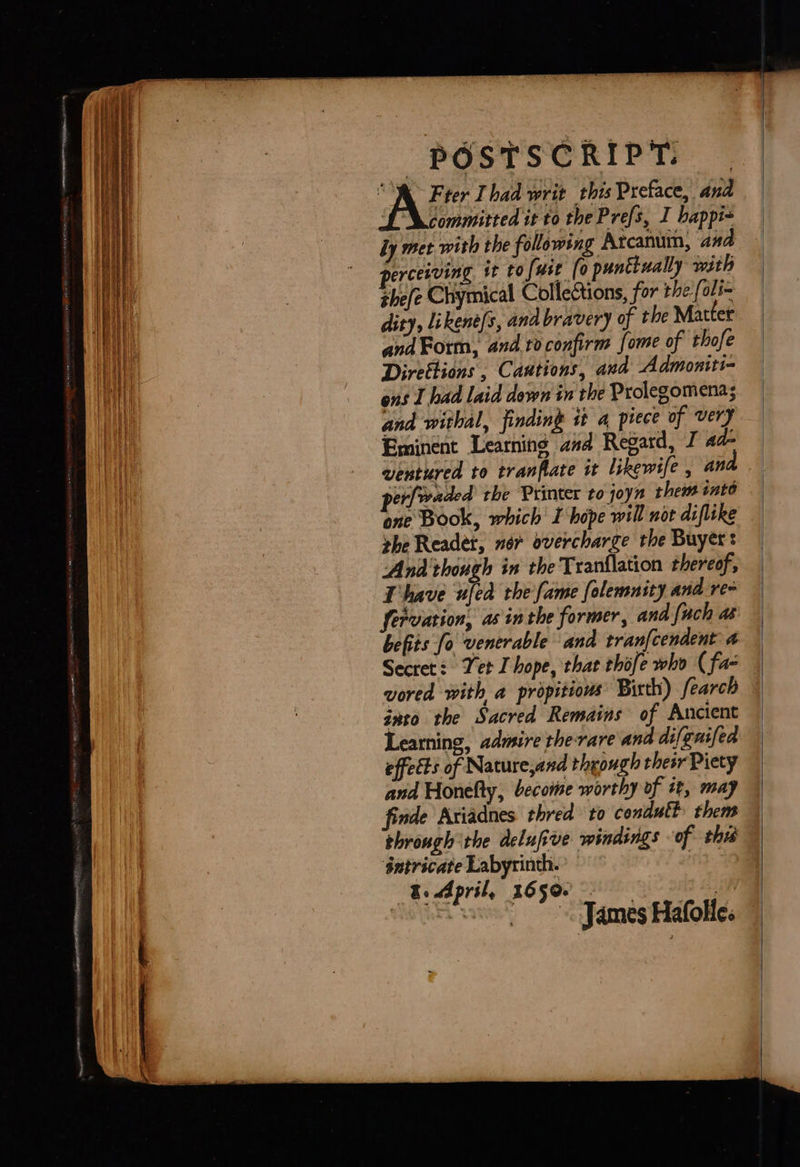 POSTSCRIPT.
AFter I had writ this Preface, and
committed it to the Preſs, I happi-
ly met with the following Arcanum, and
perceiving it to ſuit ſo punctually with
theſe Chymical Collections, for the ſoli-
dity, likeneſs, and bravery of the Matter
and Form, and to confirm ſome of thoſe
Directions, Cautions, and Admoniti-
ons I had laid down in the Prolegomena;
and withal, finding it a piece of very
Eminent Learning and Regard, I ad-
ventured to tranſlate it likewiſe, and
perſwaded the Printer to joyn them into
one Book, which I hope will not diſlike
the Reader, nor overcharge the Buyer:
And though in the Tranſlation thereof,
I have uſed the ſame ſolemnity and re-
ſervation, as in the former, and ſuch as
befits ſo venerable and tranſcendent a
Secret: Yet I hope, that thoſe who (fa-
vored with a propitious Birth) ſearch
into the Sacred Remains of Ancient
Learning, admire the rare and diſguiſed
effects of Nature, and through their Piety
and Honeſty, become worthy of it, may
finde Ariadnes thred to conduct them
through the deluſive windings of this
intricate Labyrinth.
1. April, 1650.
James Haſolle.